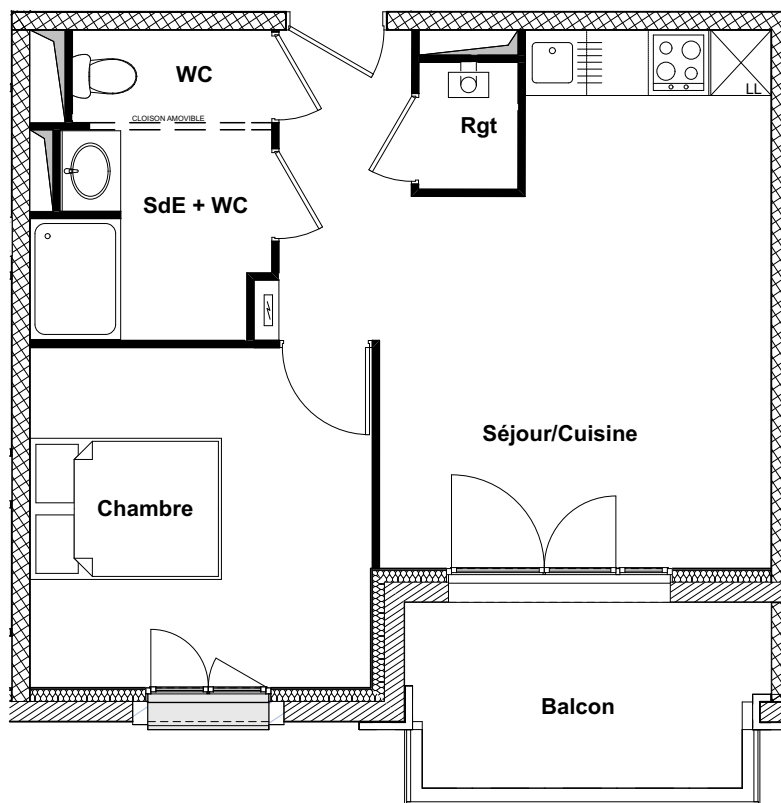 WC
CLOISON AMOVIBLE
Rgt
LL
SdE + WC
Séjour/Cuisine
Chambre
Balcon